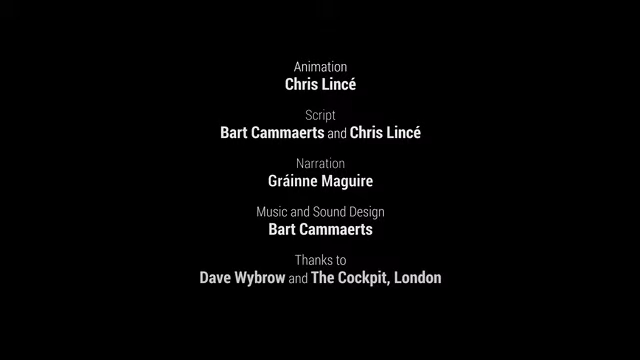 Animation
Chris Lincé
Script
Bart Cammaerts and Chris Lincé
Narration
Gráinne Maguire
Music and Sound Design
Bart Cammaerts
Thanks to
Dave Wybrow and The Cockpit, London